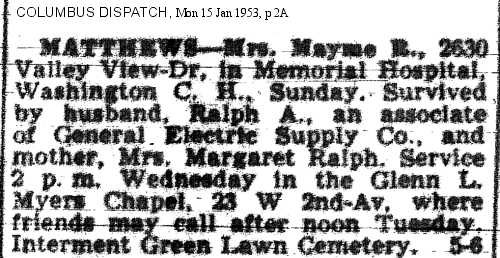 COLUMBUS DISPATCH, Mon 15 Jan 1953, p 2A
MATTHEWS—Mrs. Mayme R., 2630
Valley View-Dr, in Memorial Hospital,
Washington C. H., Sunday. Survived
by husband, Ralph A., an associate
of General Electric Supply Co., and
mother, Mrs. Margaret Ralph. Service
2 p. m. Wednesday in the Glenn L.
Myers Chapel, 23 W 2nd-Av, where
friends may call after noon Tuesday.
Interment Green Lawn Cemetery. 5-6